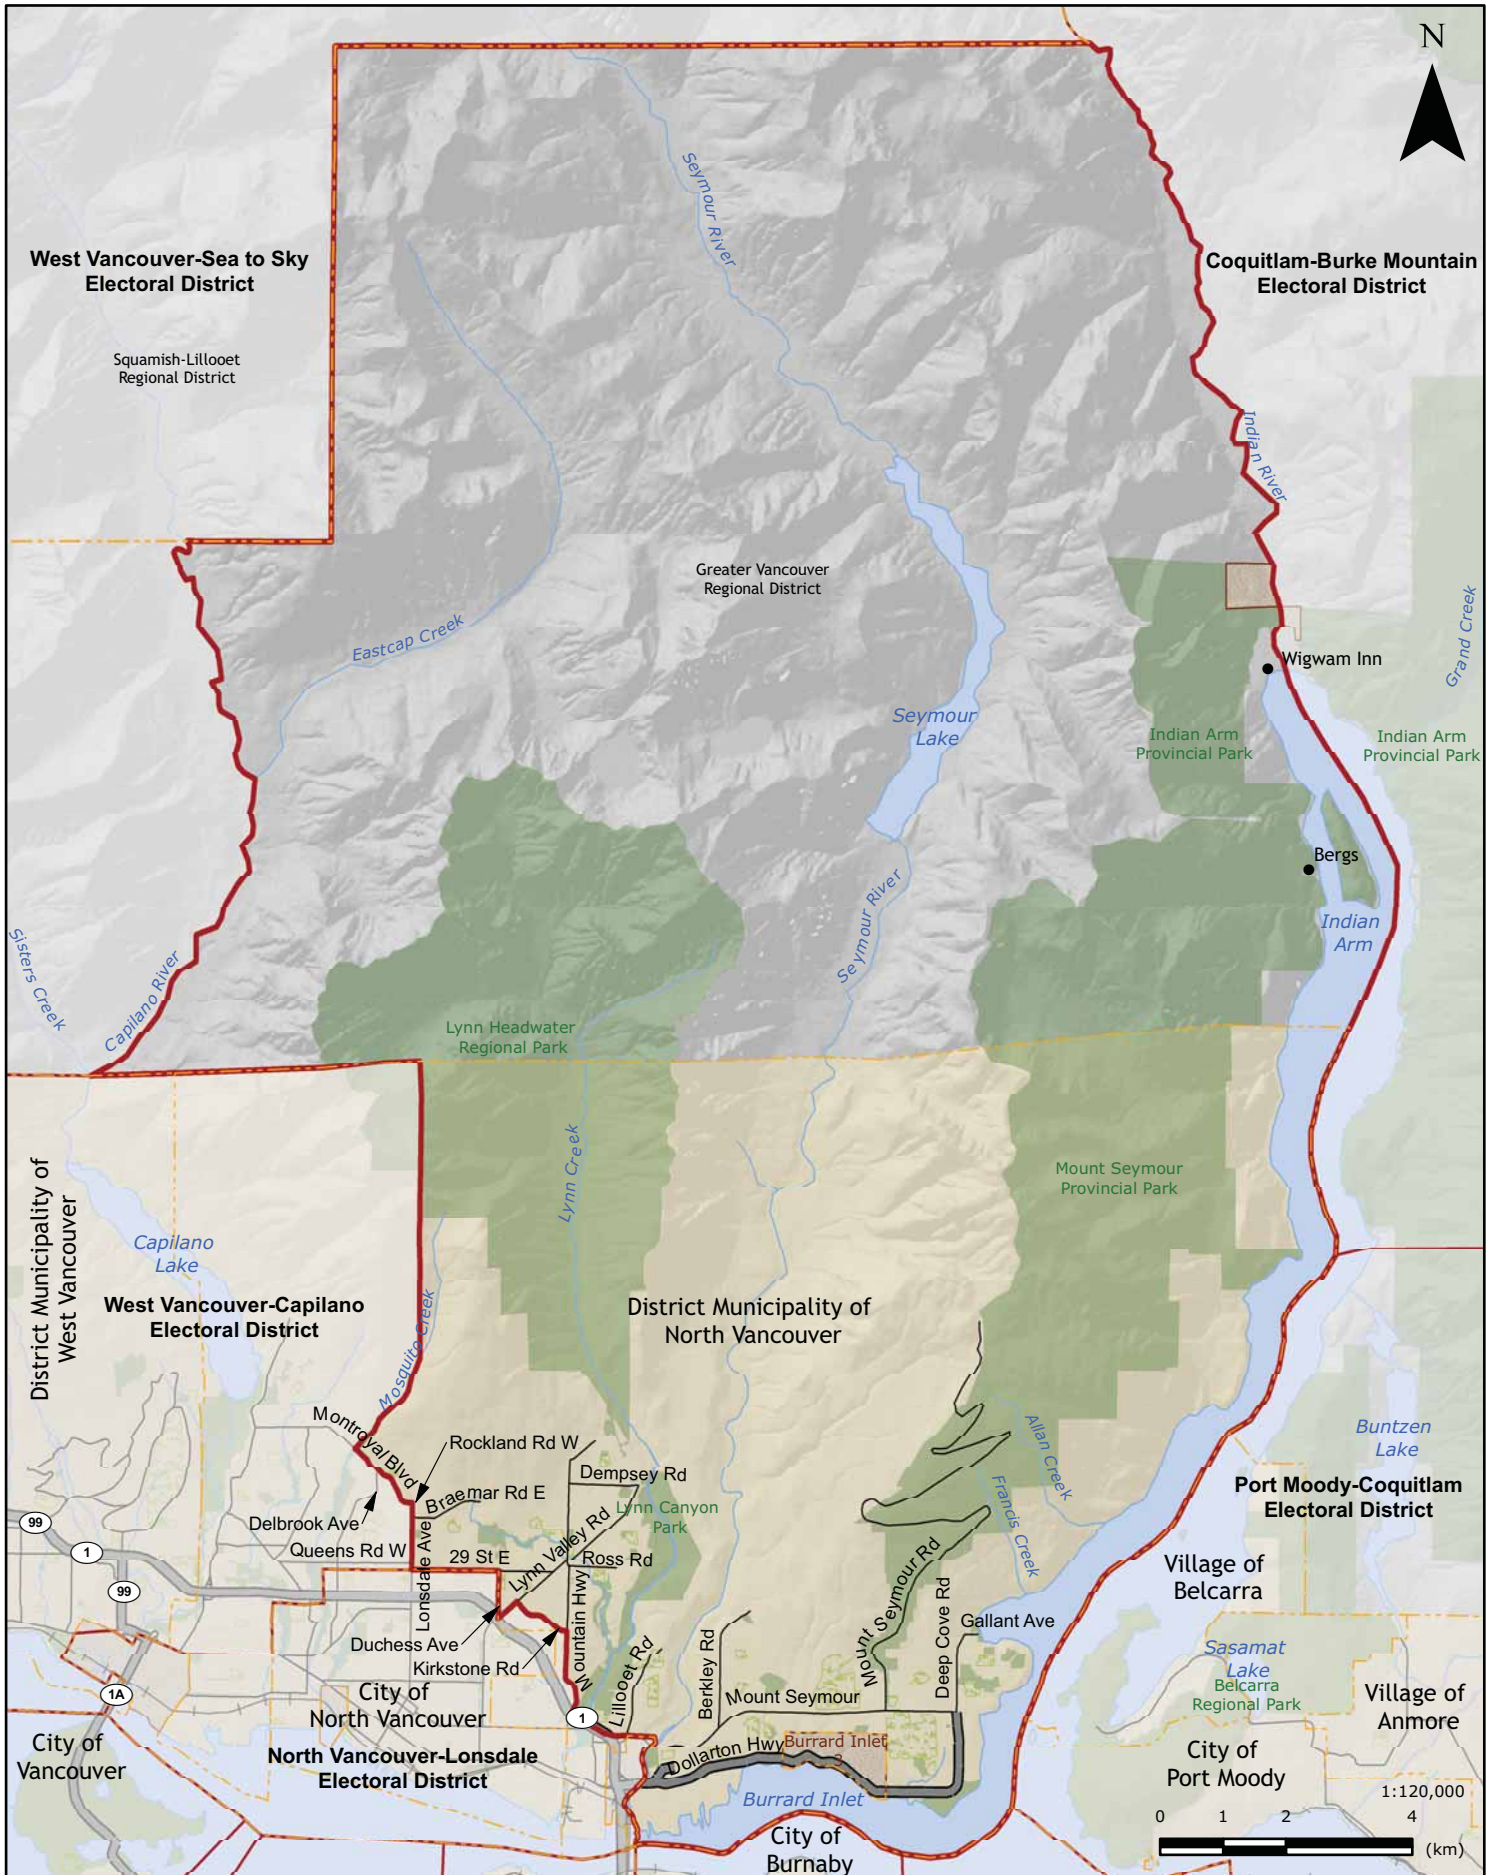 N
West Vancouver-Sea to Sky
Electoral District
Coquitlam-Burke Mountain
Electoral District
Seymour River
Squamish-Lillooet
Regional District
Indian River
Greater Vancouver
Regional District
Eastcap Creek
Grand Creek
Wigwam Inn
Seymour
Lake
Indian Arm
Provincial Park
Indian Arm
Provincial Park
Bergs
Seymour River
Indian
Arm
Sisters Creek
Capilano River
Lynn Headwater
Regional Park
Lynn Creek
Mount Seymour
Provincial Park
District Municipality of
West Vancouver
Capilano
Lake
West Vancouver-Capilano
Electoral District
Mosquito Creek
District Municipality of
North Vancouver
Montroyal Blvd
Rockland Rd W
Dempsey Rd
Braemar Rd E
Lynn Canyon
Park
Allan Creek
Francis Creek
Buntzen
Lake
Port Moody-Coquitlam
Electoral District
Delbrook Ave
Queens Rd W
29 St E
Lynn Valley Rd
Ross Rd
99
1
99
Lonsdale Ave
Mountain Hwy
Mount Seymour Rd
Deep Cove Rd
Gallant Ave
Village of
Belcarra
Duchess Ave
Kirkstone Rd
Lillooet Rd
Berkley Rd
Sasamat
Lake
Belcarra
Regional Park
Village of
Anmore
1A
City of
North Vancouver
1
Mount Seymour
City of
Vancouver
North Vancouver-Lonsdale
Electoral District
Dollarton Hwy
Burrard Inlet
3
City of
Port Moody
Burrard Inlet
City of
Burnaby
1:120,000
0 1 2 4
(km)